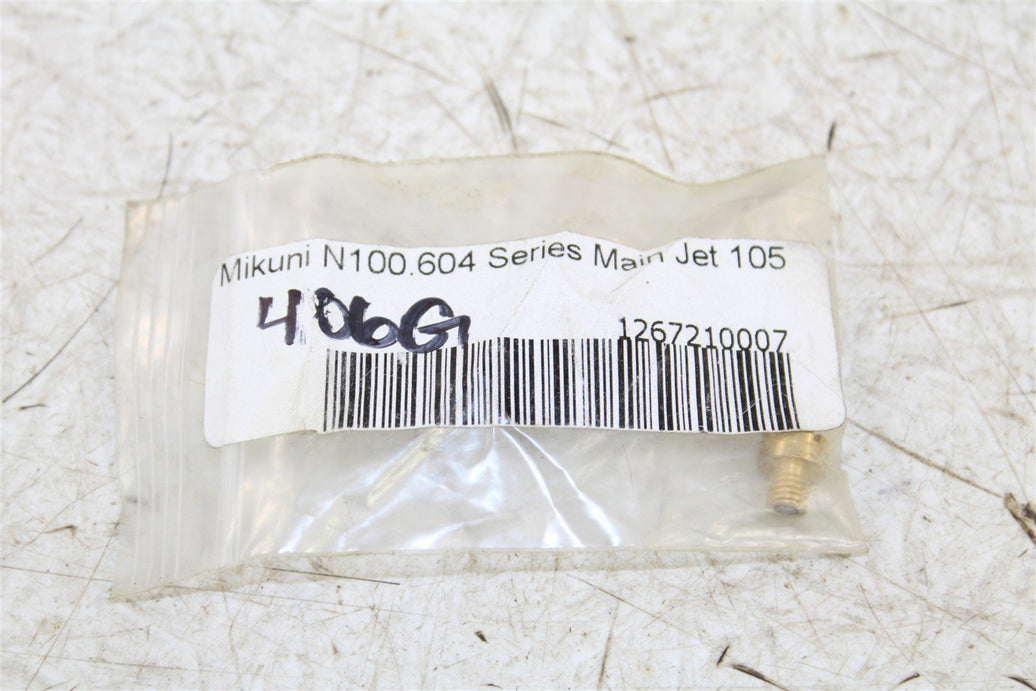 Mikuni N100.604 Series Main Jet 105
406G
1267210007